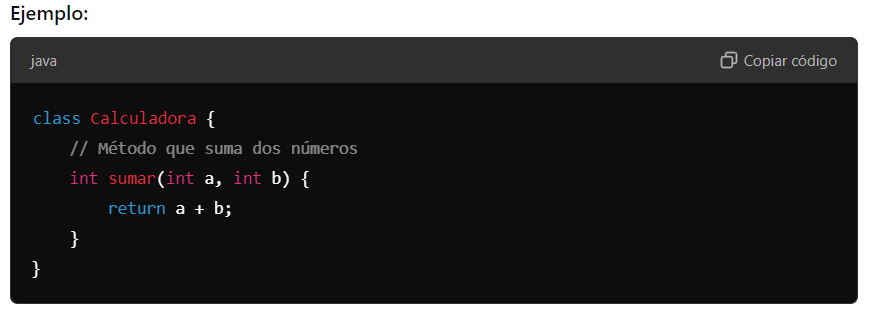 Ejemplo:
java Copiar código
class Calculadora {
    // Método que suma dos números
    int sumar(int a, int b) {
        return a + b;
    }
}